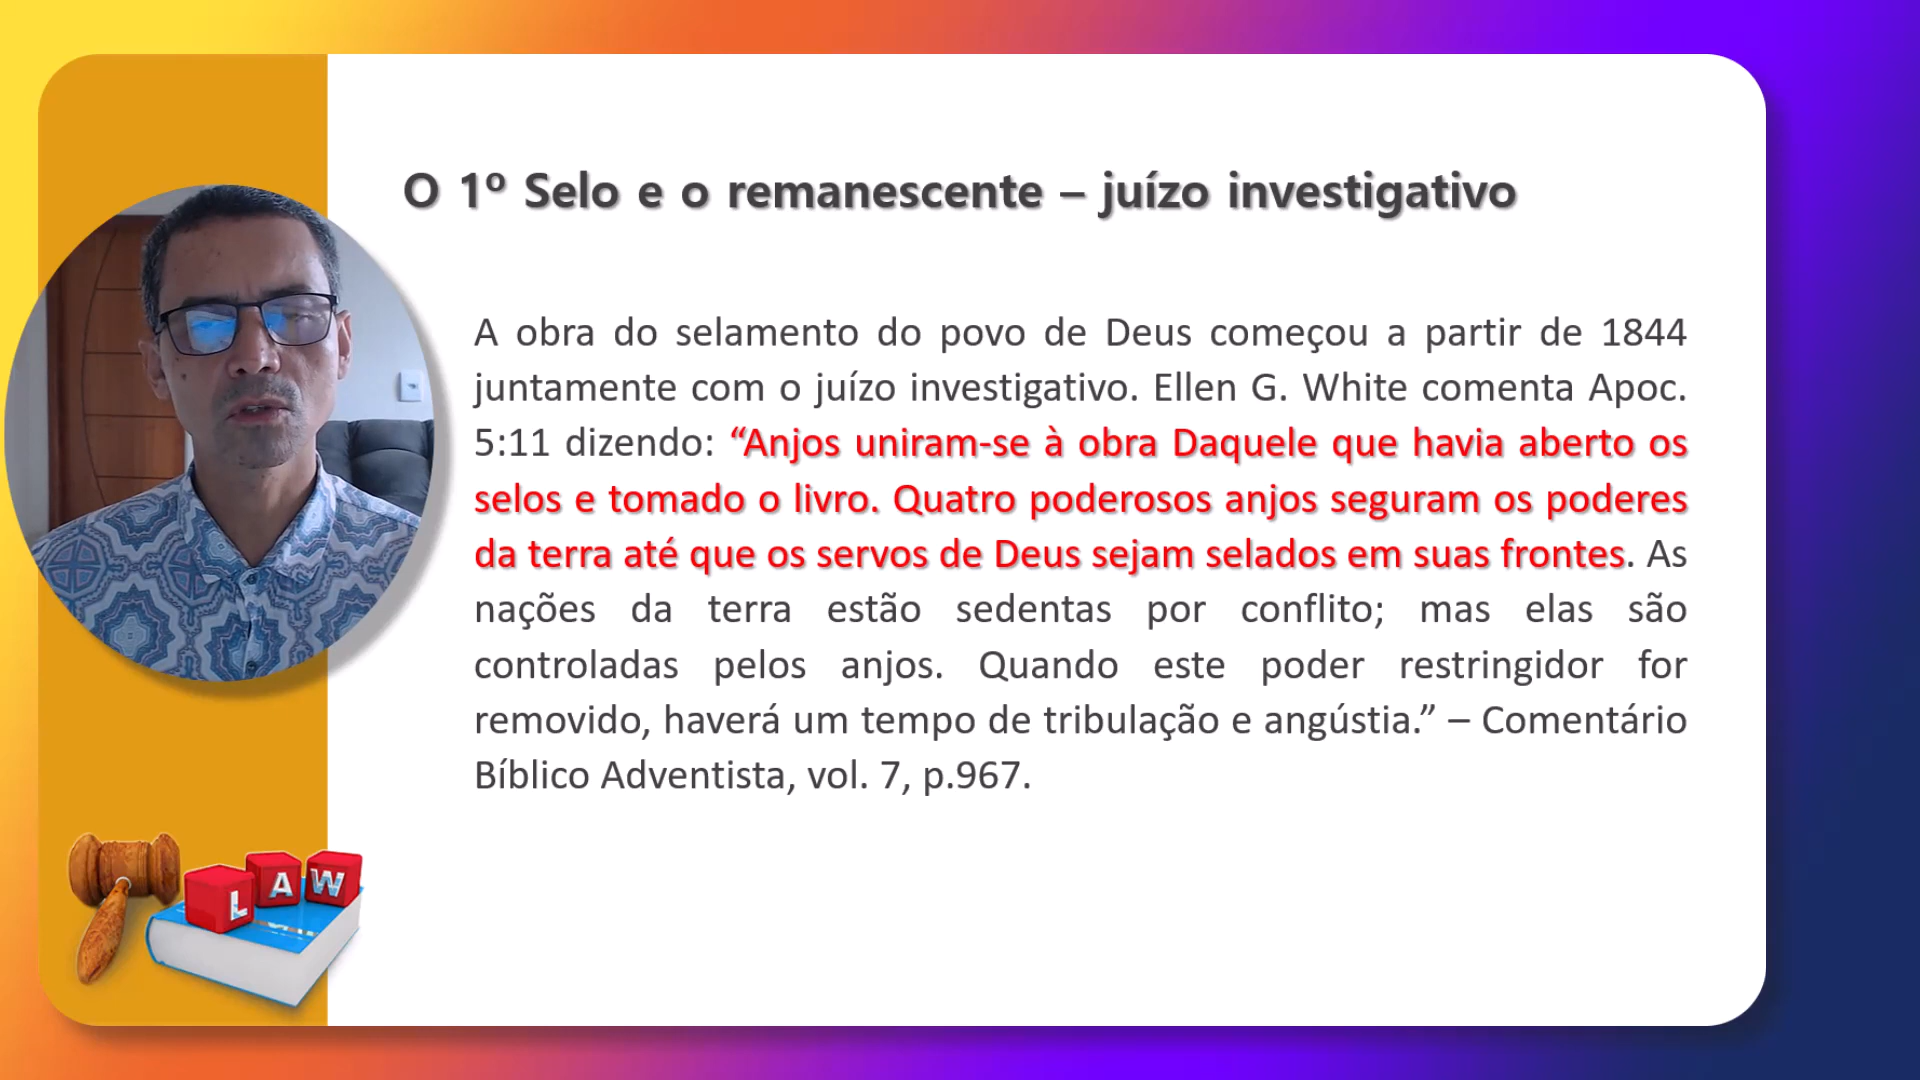 O 1º Selo e o remanescente – juízo investigativo
A obra do selamento do povo de Deus começou a partir de 1844
juntamente com o juízo investigativo. Ellen G. White comenta Apoc.
5:11 dizendo: “Anjos uniram-se à obra Daquele que havia aberto os
selos e tomado o livro. Quatro poderosos anjos seguram os poderes
da terra até que os servos de Deus sejam selados em suas frontes. As
nações da terra estão sedentas por conflito; mas elas são
controladas pelos anjos. Quando este poder restringidor for
removido, haverá um tempo de tribulação e angústia.” – Comentário
Bíblico Adventista, vol. 7, p.967.
LAW